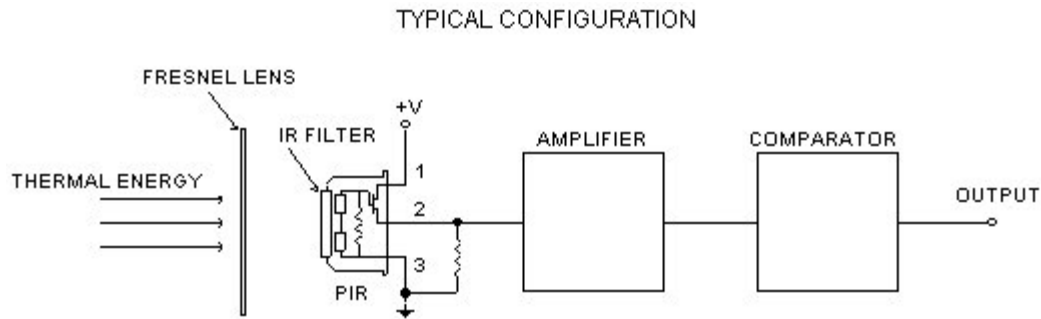 TYPICAL CONFIGURATION
FRESNEL LENS
+V
IR FILTER
AMPLIFIER
COMPARATOR
1
THERMAL ENERGY
OUTPUT
2
3
PIR